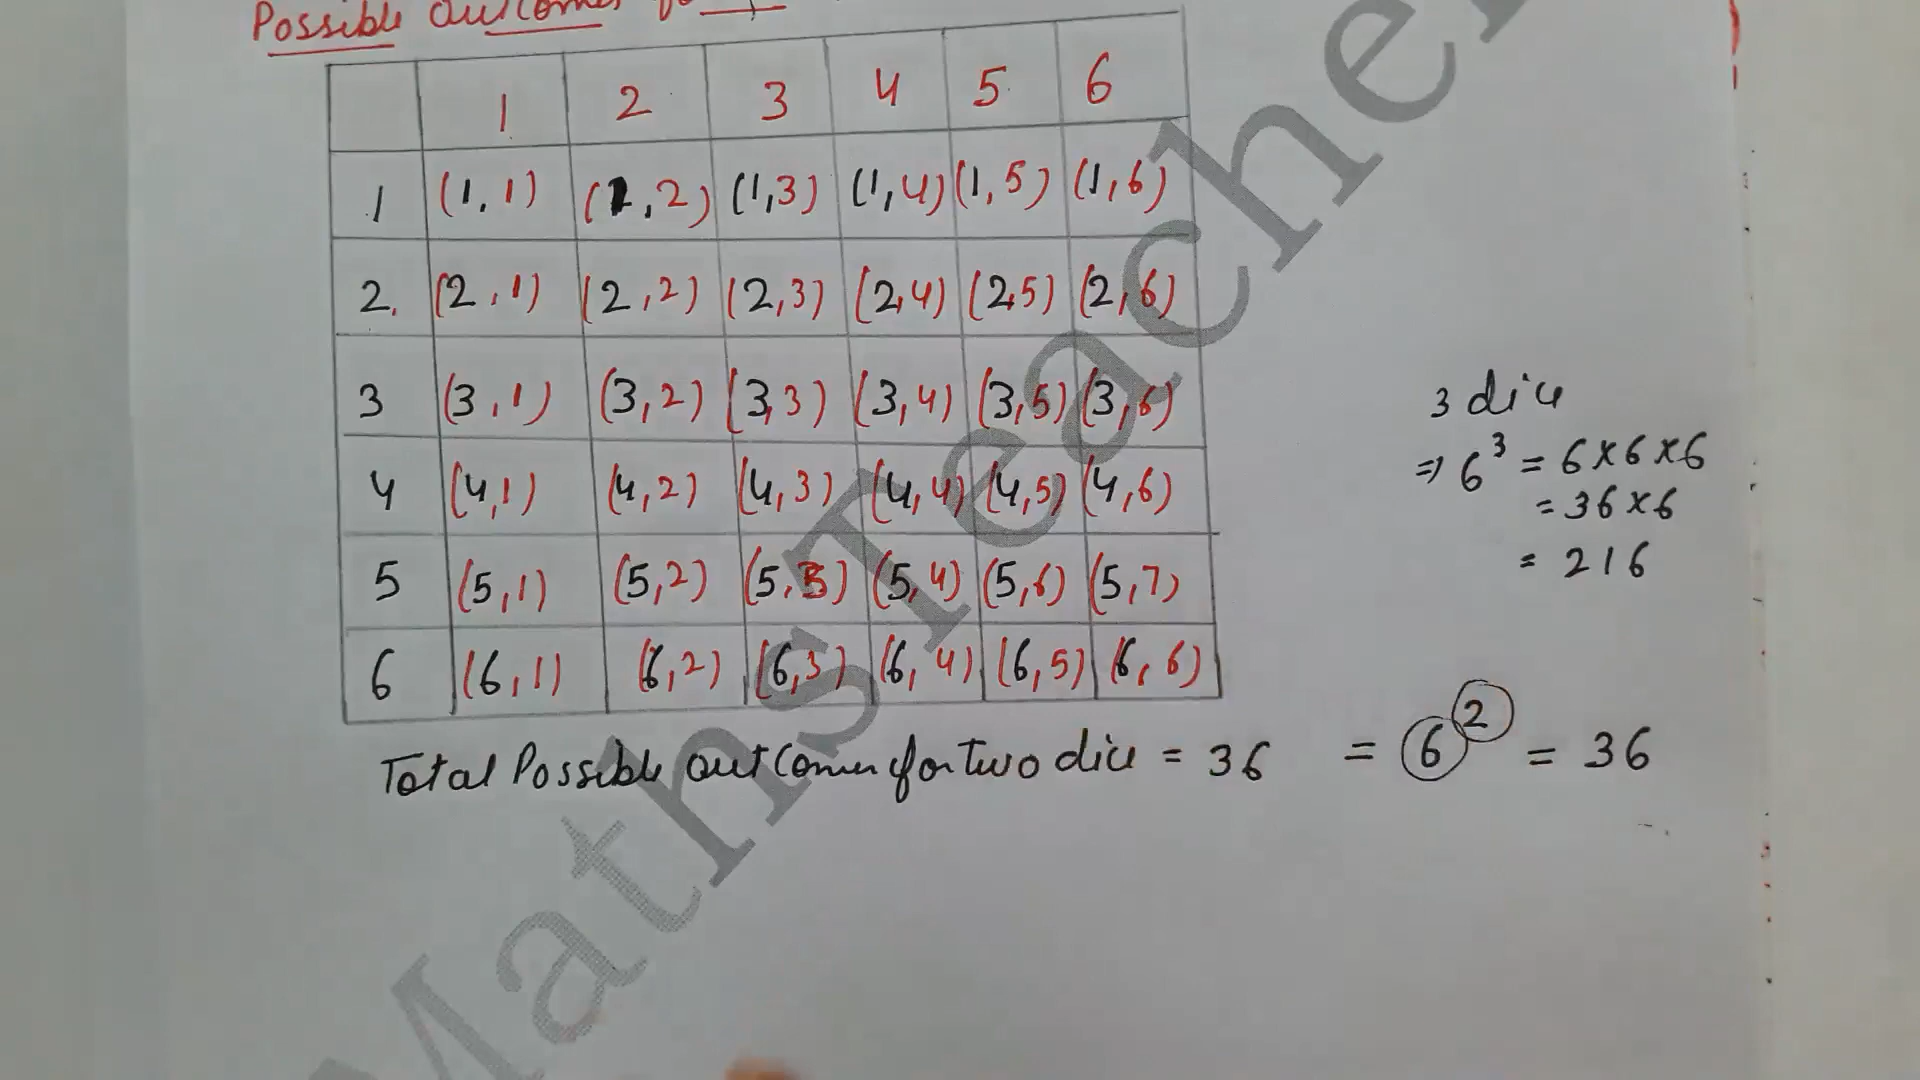 Possible Outcomes
1 2 3 4 5 6
1 (1, 1) (1, 2) (1,3) (1,4) (1,5) (1,6)
2. (2,1) (2,2) (2,3) (2,4) (2,5) (2,6)
3 (3,1) (3,2) (3,3) (3,4) (3,5) (3,6)
4 (4,1) (4,2) (4,3) (4,4) (4,5) (4,6)
5 (5,1) (5,2) (5,3) (5,4) (5,6) (5,7)
6 (6,1) (6,2) (6,3) (6,4) (6,5) (6,6)
Total Possible outcomes for two dice = 36 = 6² = 36
3 dice
⇒ 6³ = 6×6×6
= 36×6
= 216
MathsTeacher